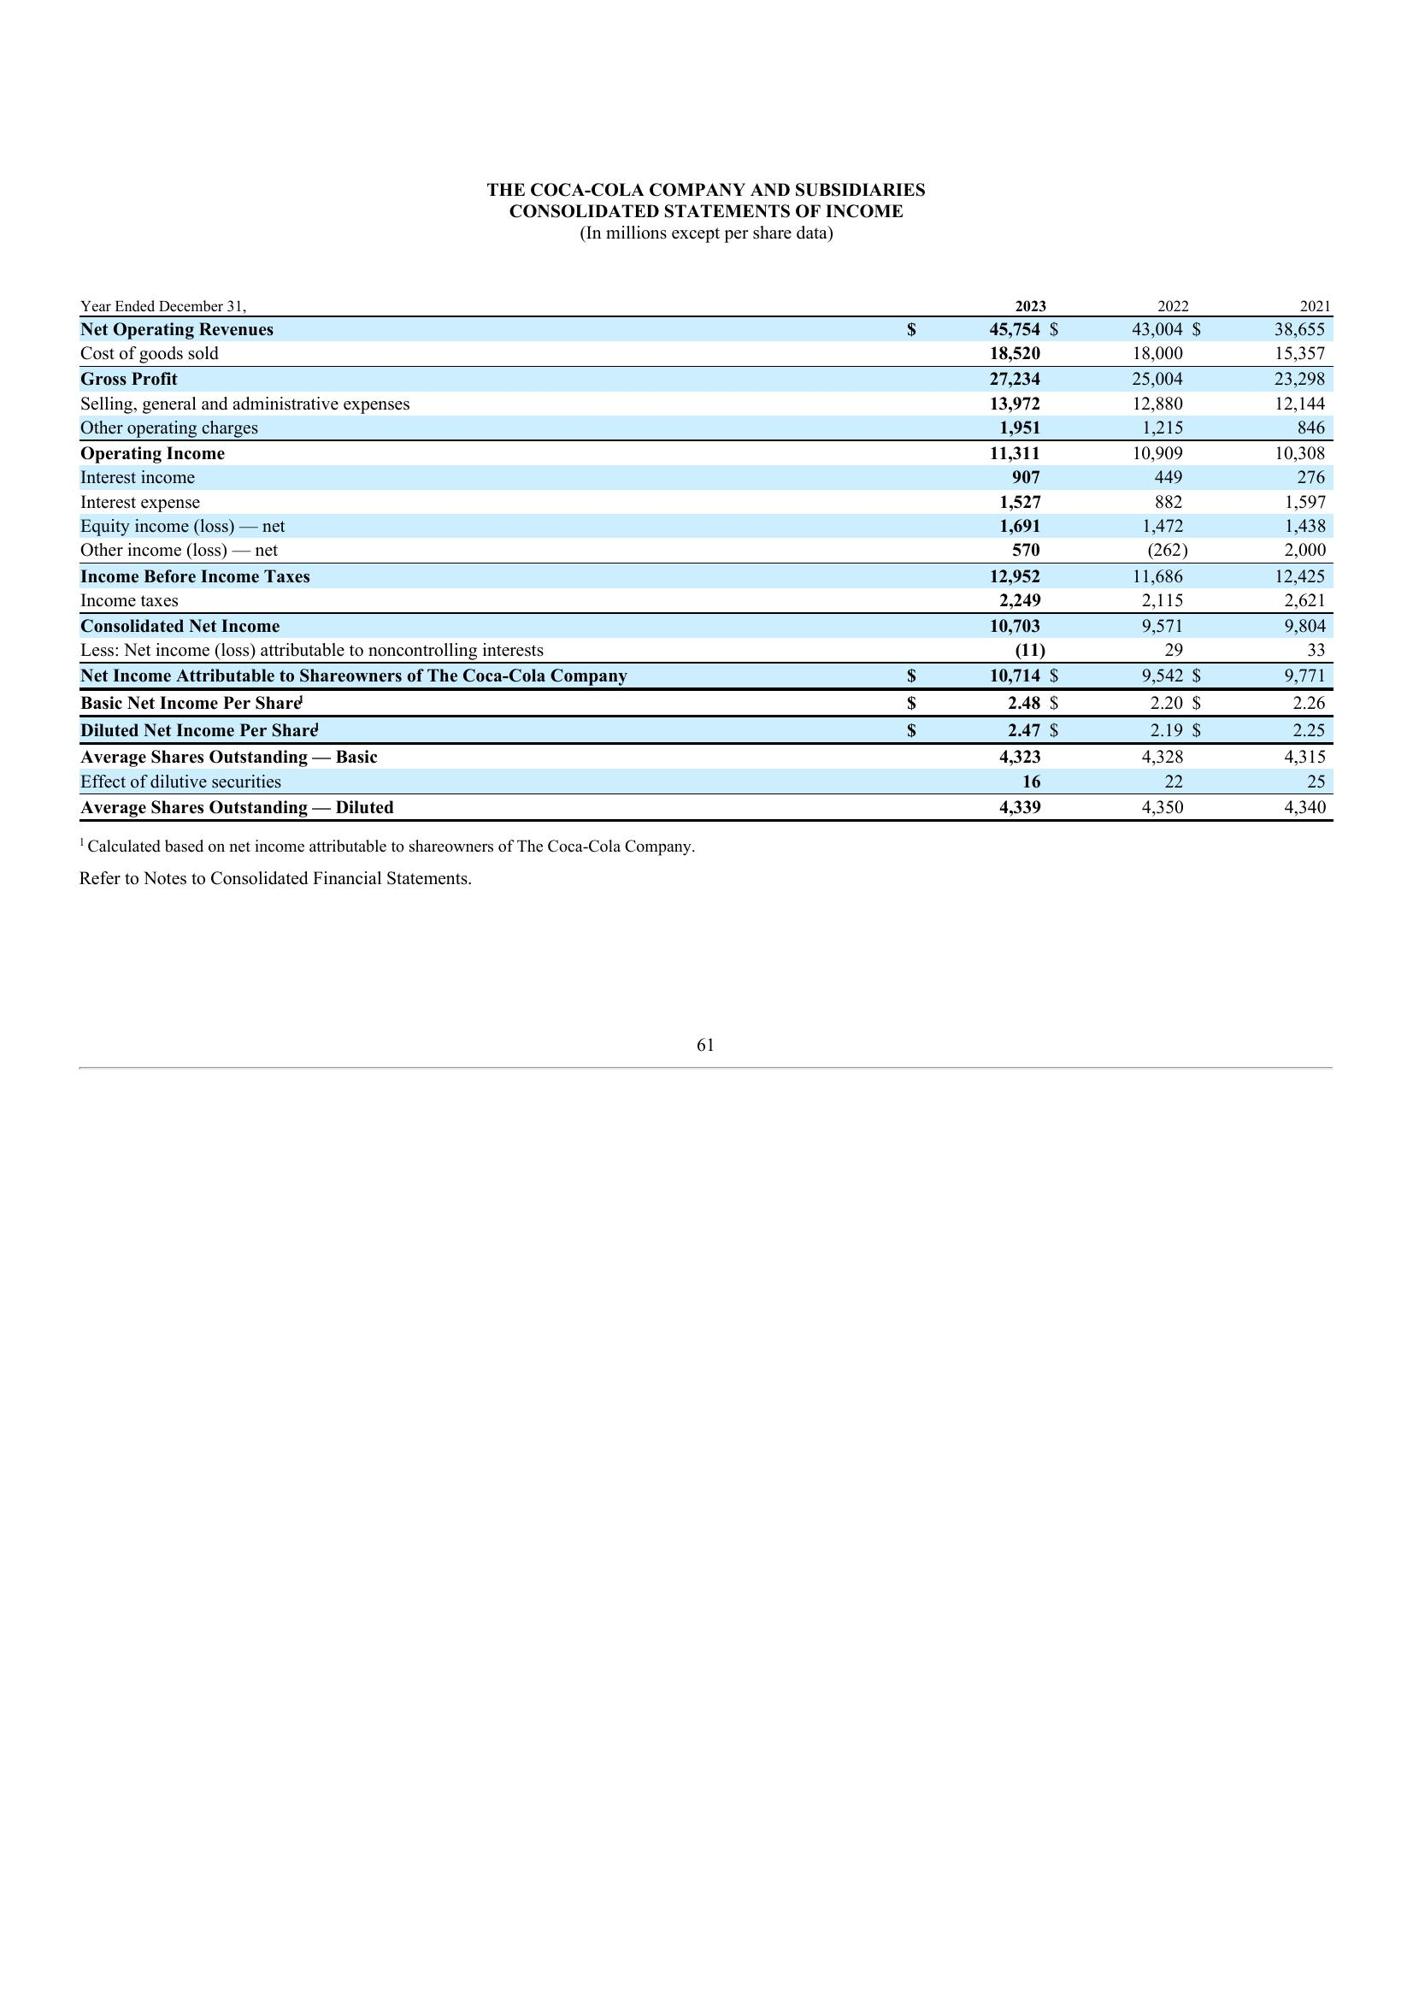 THE COCA-COLA COMPANY AND SUBSIDIARIES
CONSOLIDATED STATEMENTS OF INCOME
(In millions except per share data)
Year Ended December 31, 2023 2022 2021
Net Operating Revenues $ 45,754 $ 43,004 $ 38,655
Cost of goods sold 18,520 18,000 15,357
Gross Profit 27,234 25,004 23,298
Selling, general and administrative expenses 13,972 12,880 12,144
Other operating charges 1,951 1,215 846
Operating Income 11,311 10,909 10,308
Interest income 907 449 276
Interest expense 1,527 882 1,597
Equity income (loss) — net 1,691 1,472 1,438
Other income (loss) — net 570 (262) 2,000
Income Before Income Taxes 12,952 11,686 12,425
Income taxes 2,249 2,115 2,621
Consolidated Net Income 10,703 9,571 9,804
Less: Net income (loss) attributable to noncontrolling interests (11) 29 33
Net Income Attributable to Shareowners of The Coca-Cola Company $ 10,714 $ 9,542 $ 9,771
Basic Net Income Per Share¹ $ 2.48 $ 2.20 $ 2.26
Diluted Net Income Per Share¹ $ 2.47 $ 2.19 $ 2.25
Average Shares Outstanding — Basic 4,323 4,328 4,315
Effect of dilutive securities 16 22 25
Average Shares Outstanding — Diluted 4,339 4,350 4,340
¹ Calculated based on net income attributable to shareowners of The Coca-Cola Company.
Refer to Notes to Consolidated Financial Statements.
61